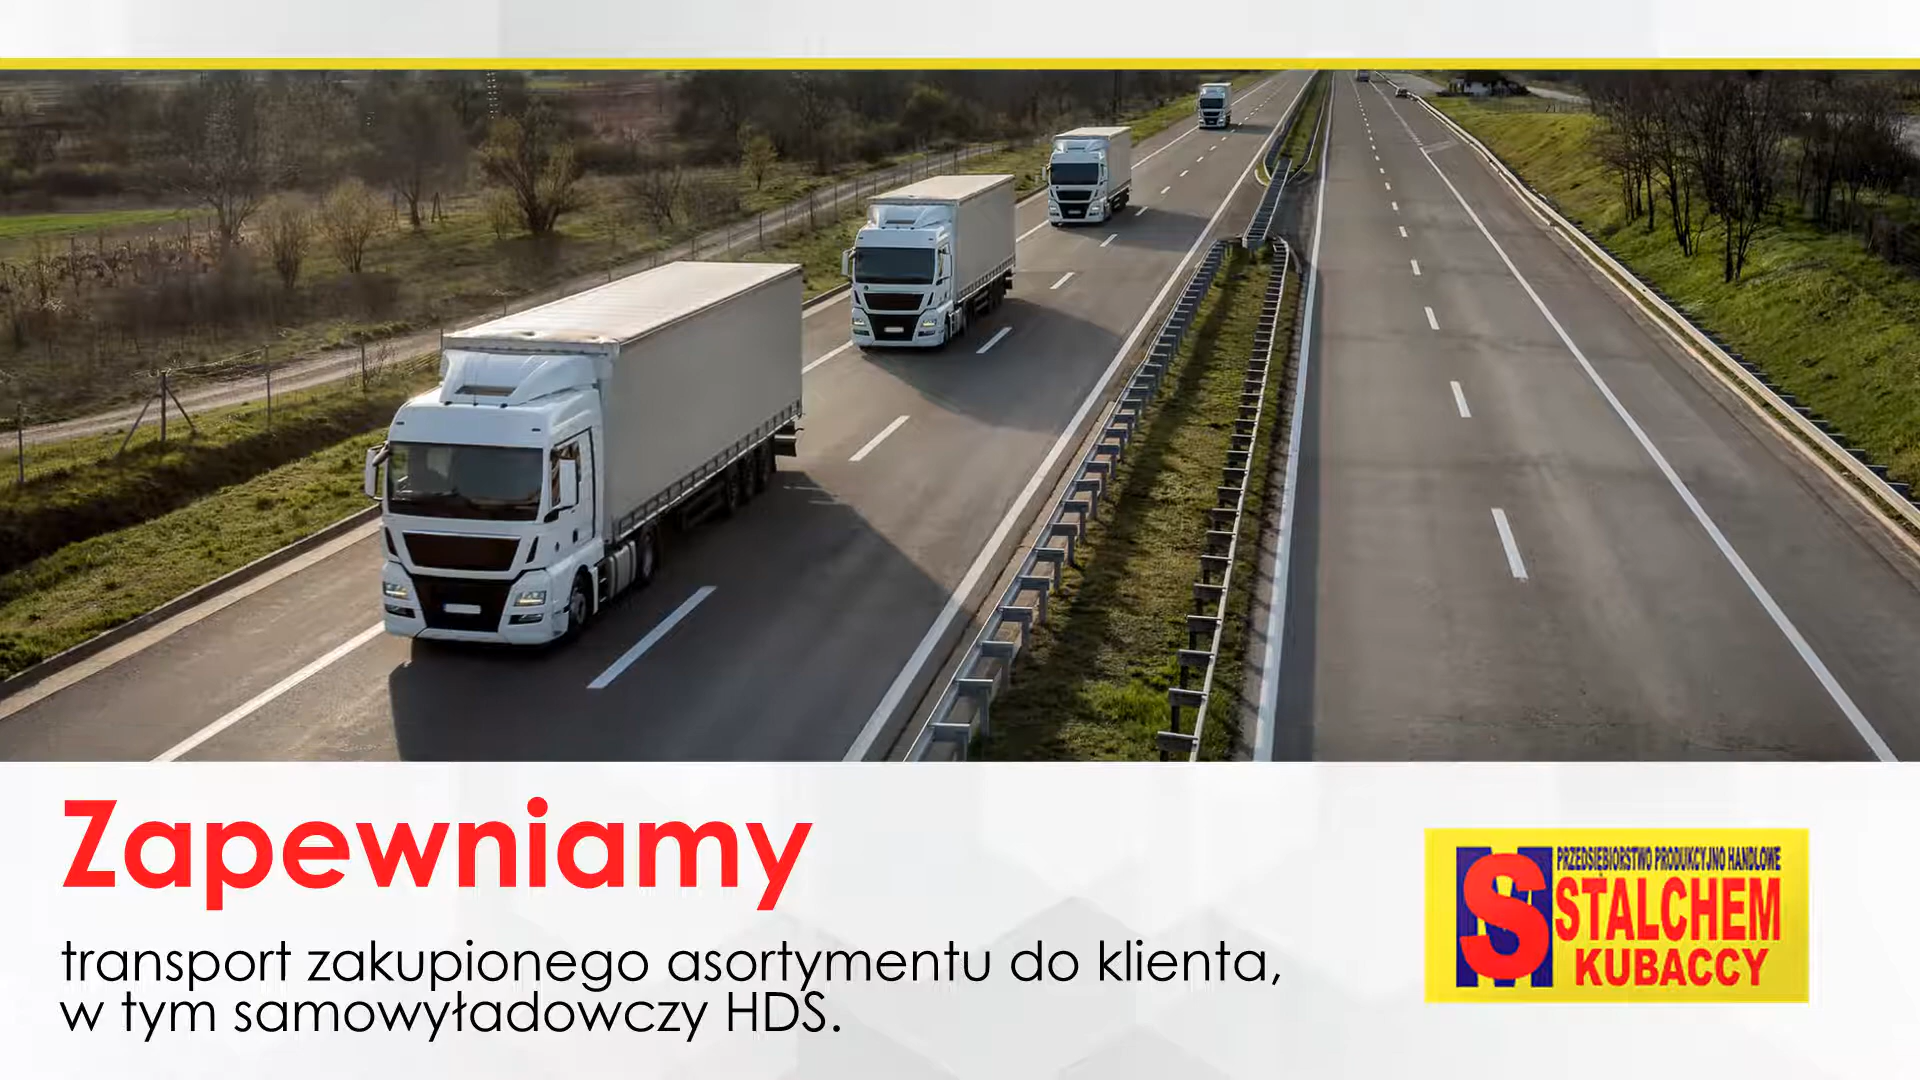 Zapewniamy
transport zakupionego asortymentu do klienta,
w tym samowyładowczy HDS.
PRZEDSIĘBIORSTWO PRODUKCYJNO HANDLOWE
STALCHEM
KUBACCY